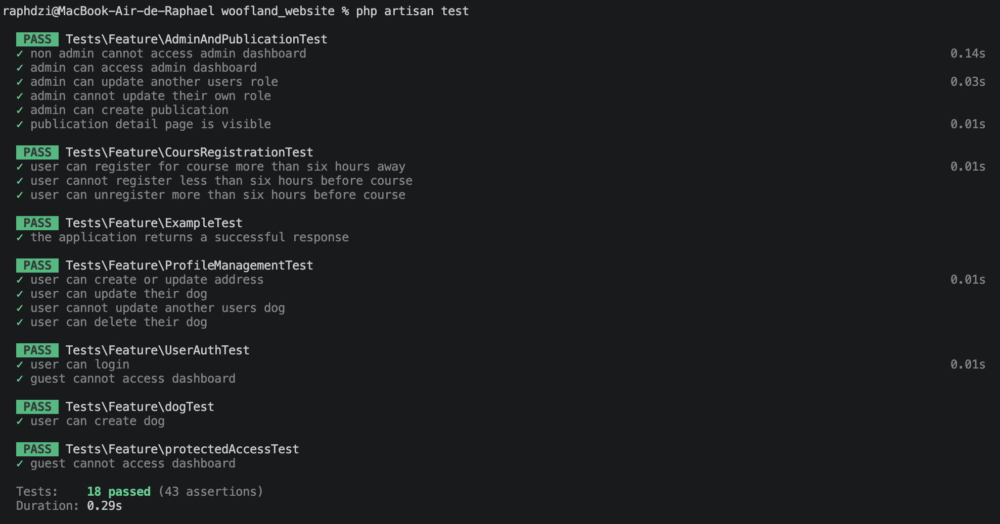 raphdzi@MacBook-Air-de-Raphael woofland_website % php artisan test
PASS Tests\Feature\AdminAndPublicationTest
✓ non admin cannot access admin dashboard 0.14s
✓ admin can access admin dashboard
✓ admin can update another users role 0.03s
✓ admin cannot update their own role
✓ admin can create publication
✓ publication detail page is visible 0.01s
PASS Tests\Feature\CoursRegistrationTest
✓ user can register for course more than six hours away 0.01s
✓ user cannot register less than six hours before course
✓ user can unregister more than six hours before course
PASS Tests\Feature\ExampleTest
✓ the application returns a successful response
PASS Tests\Feature\ProfileManagementTest
✓ user can create or update address 0.01s
✓ user can update their dog
✓ user cannot update another users dog
✓ user can delete their dog
PASS Tests\Feature\UserAuthTest
✓ user can login 0.01s
✓ guest cannot access dashboard
PASS Tests\Feature\dogTest
✓ user can create dog
PASS Tests\Feature\protectedAccessTest
✓ guest cannot access dashboard
Tests: 18 passed (43 assertions)
Duration: 0.29s